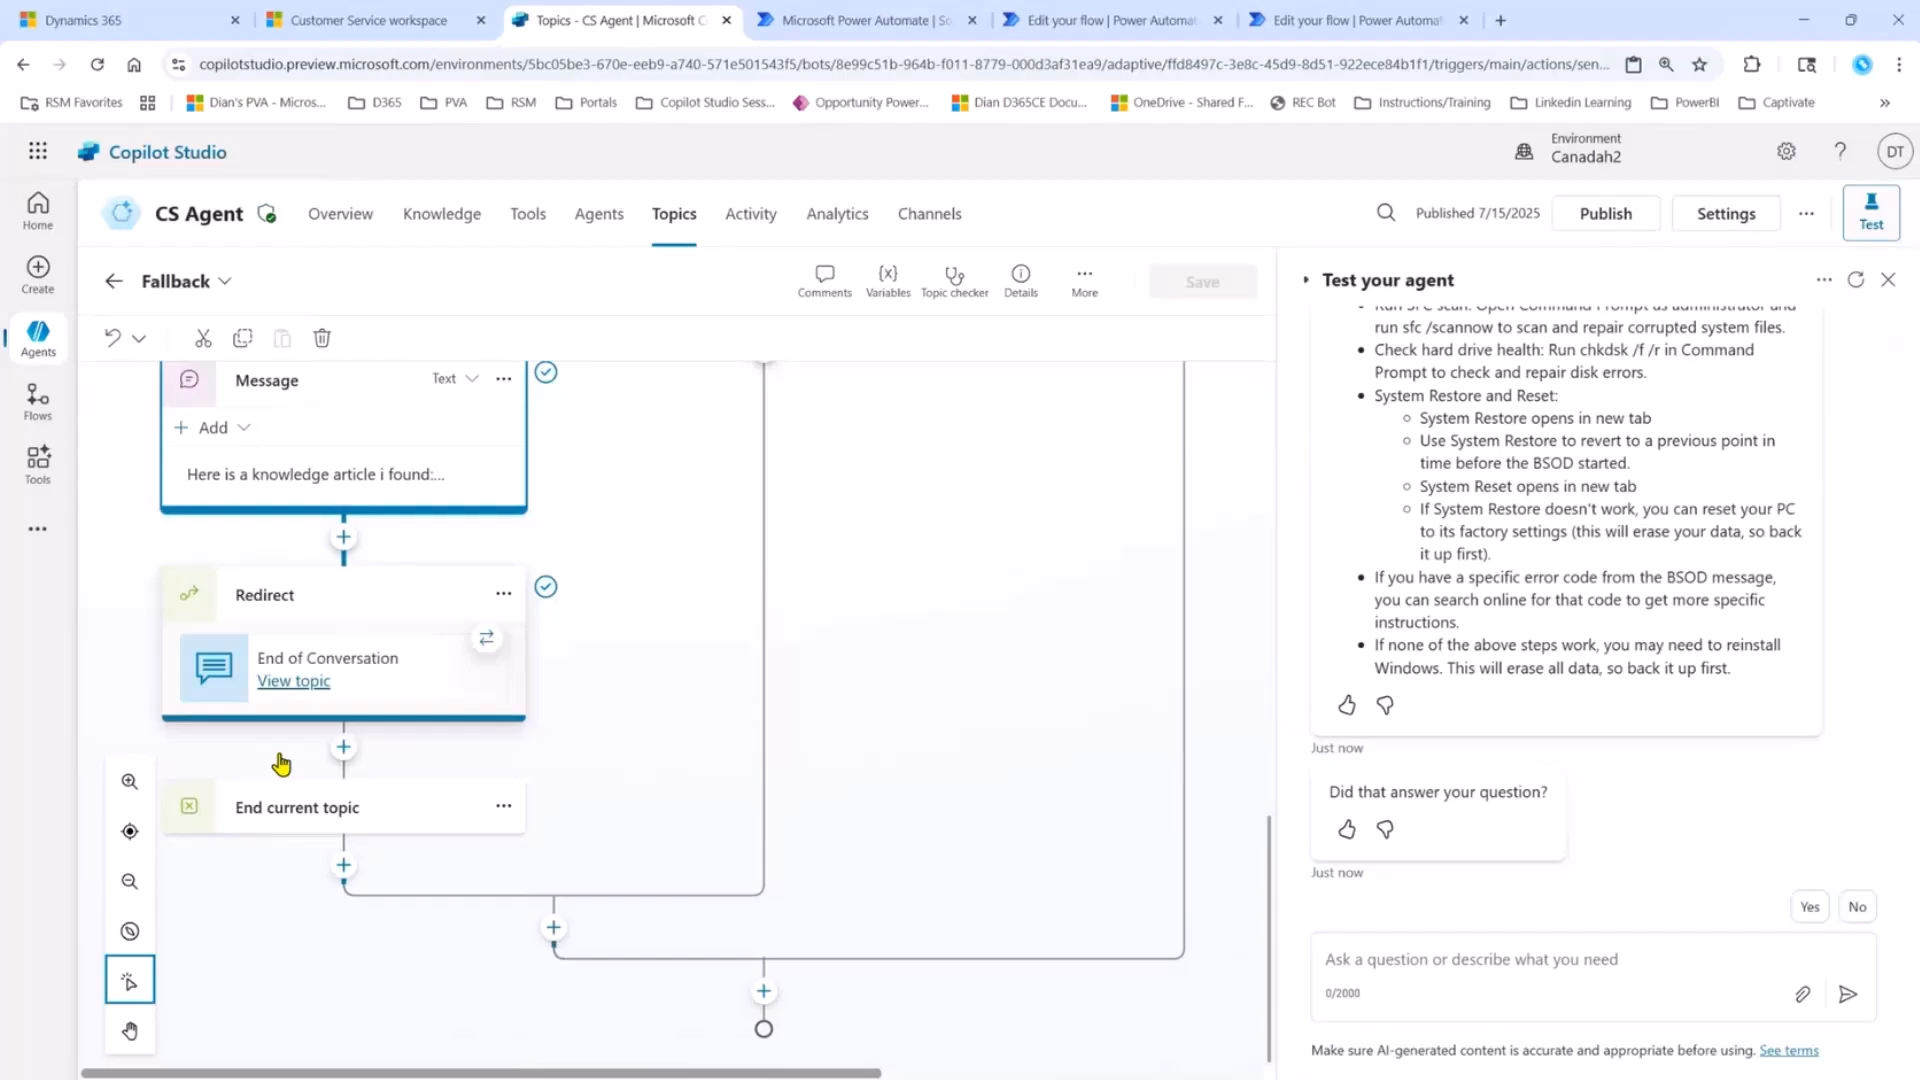 Dynamics 365
Customer Service workspace
Topics - CS Agent | Microsoft C
Microsoft Power Automate | So
Edit your flow | Power Automat
Edit your flow | Power Automat
copilotstudio.preview.microsoft.com/environments/5bc05be3-670e-eeb9-a740-571e501543f5/bots/8e99c51b-964b-f011-8779-000d3af31ea9/adaptive/ffd8497c-3e8c-45d9-8d51-922ece84b1f1/triggers/main/actions/sen...
RSM Favorites
Dian's PVA - Micros...
D365
PVA
RSM
Portals
Copilot Studio Sess...
Opportunity Power...
Dian D365CE Docu...
OneDrive - Shared F...
REC Bot
Instructions/Training
Linkedin Learning
PowerBI
Captivate
Copilot Studio
Environment
Canadah2
DT
Home
Create
Agents
Flows
Tools
CS Agent
Overview
Knowledge
Tools
Agents
Topics
Activity
Analytics
Channels
Published 7/15/2025
Publish
Settings
Test
Fallback
Comments
Variables
Topic checker
Details
More
Save
Message
Text
Add
Here is a knowledge article i found:...
Redirect
End of Conversation
View topic
End current topic
Test your agent
Run SFC scan: Open Command Prompt as administrator and
run sfc /scannow to scan and repair corrupted system files.
Check hard drive health: Run chkdsk /f /r in Command
Prompt to check and repair disk errors.
System Restore and Reset:
System Restore opens in new tab
Use System Restore to revert to a previous point in
time before the BSOD started.
System Reset opens in new tab
If System Restore doesn't work, you can reset your PC
to its factory settings (this will erase your data, so back
it up first).
If you have a specific error code from the BSOD message,
you can search online for that code to get more specific
instructions.
If none of the above steps work, you may need to reinstall
Windows. This will erase all data, so back it up first.
Just now
Did that answer your question?
Just now
Yes
No
Ask a question or describe what you need
0/2000
Make sure AI-generated content is accurate and appropriate before using. See terms